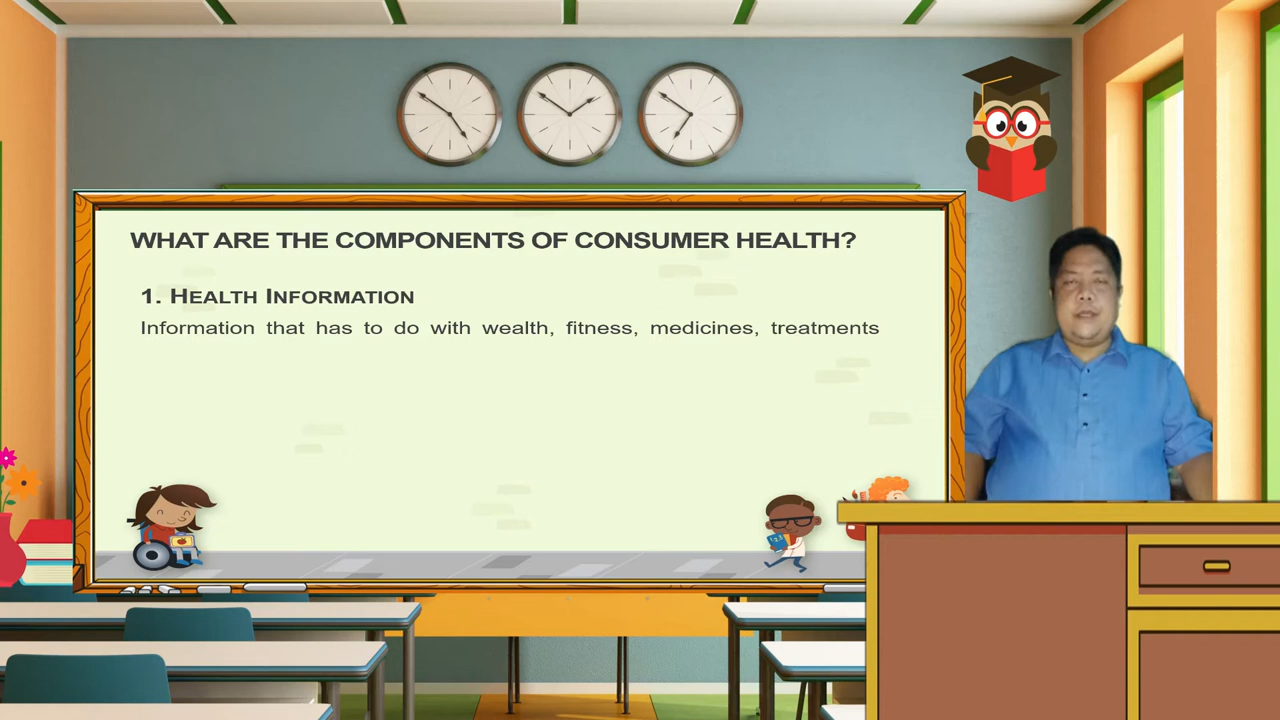 WHAT ARE THE COMPONENTS OF CONSUMER HEALTH?
1. HEALTH INFORMATION
Information that has to do with wealth, fitness, medicines, treatments